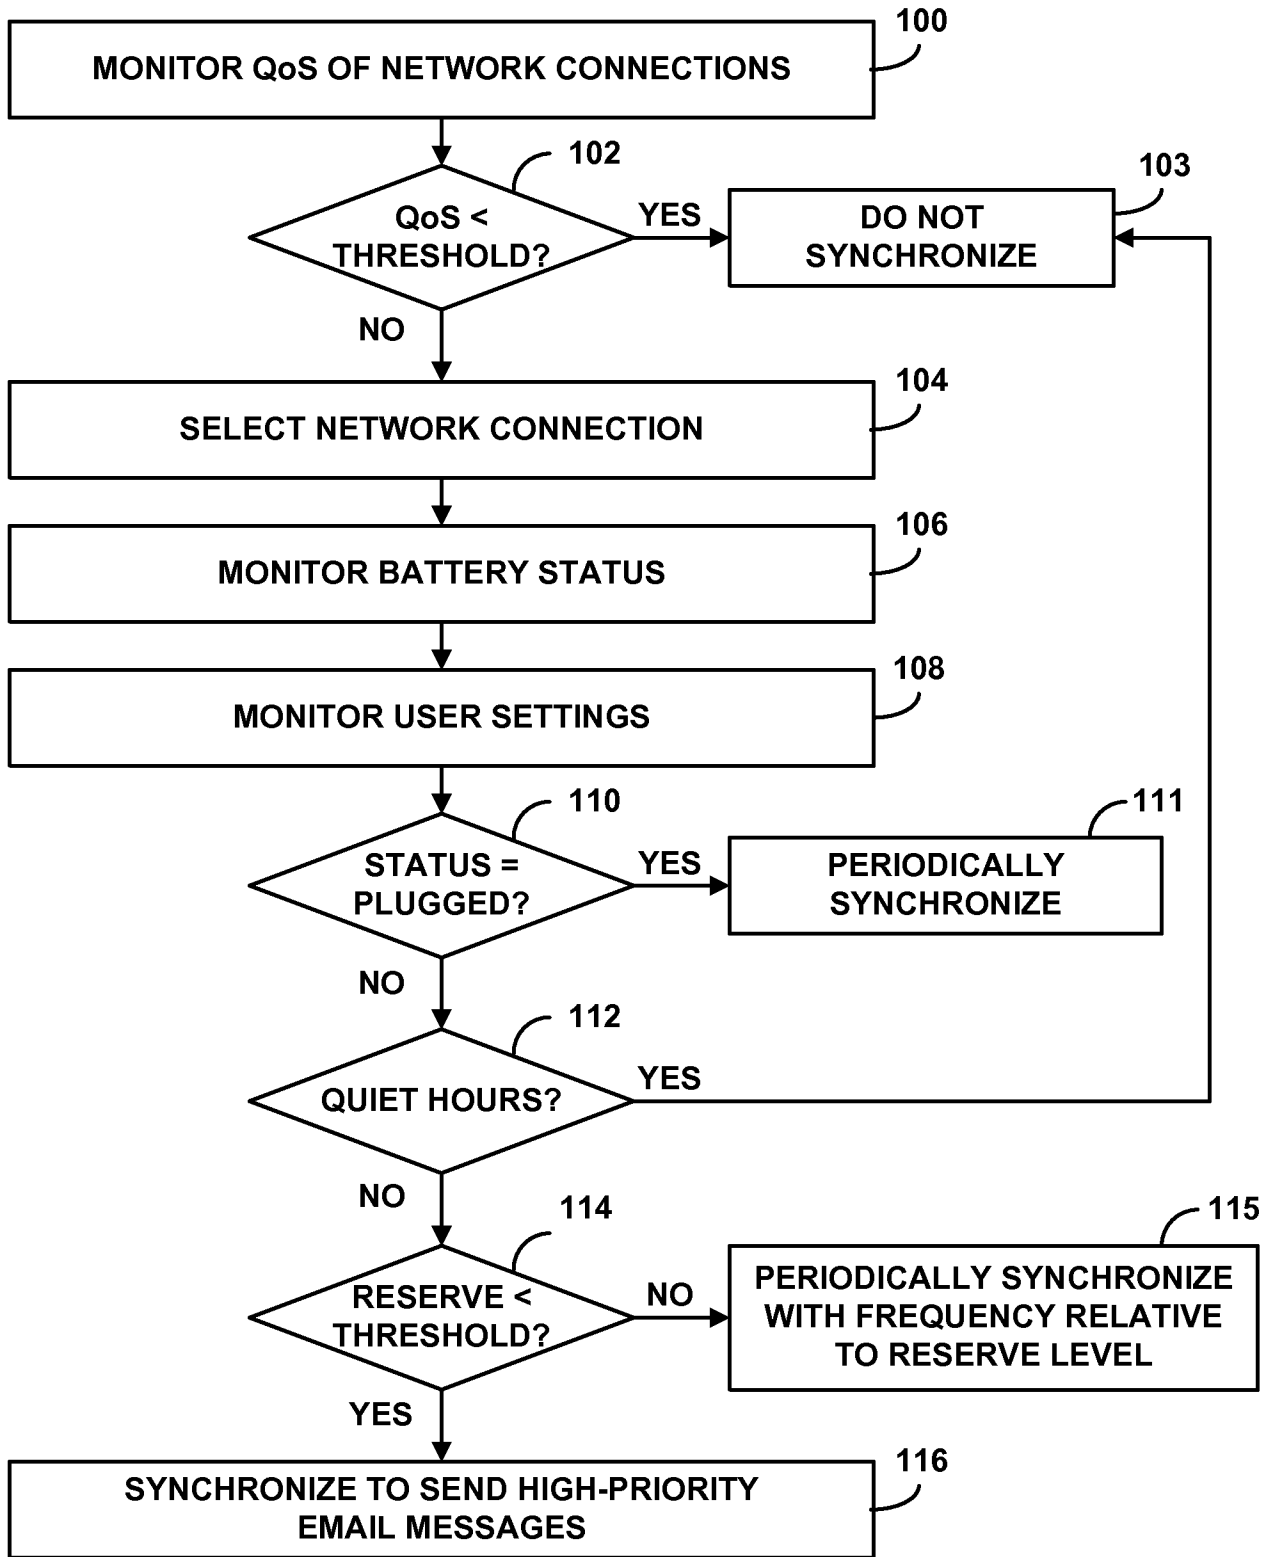 100
MONITOR QoS OF NETWORK CONNECTIONS
102
QoS <
THRESHOLD?
YES
103
DO NOT
SYNCHRONIZE
NO
104
SELECT NETWORK CONNECTION
106
MONITOR BATTERY STATUS
108
MONITOR USER SETTINGS
110
STATUS =
PLUGGED?
YES
111
PERIODICALLY
SYNCHRONIZE
NO
112
QUIET HOURS?
YES
NO
114
RESERVE <
THRESHOLD?
NO
115
PERIODICALLY SYNCHRONIZE
WITH FREQUENCY RELATIVE
TO RESERVE LEVEL
YES
116
SYNCHRONIZE TO SEND HIGH-PRIORITY
EMAIL MESSAGES